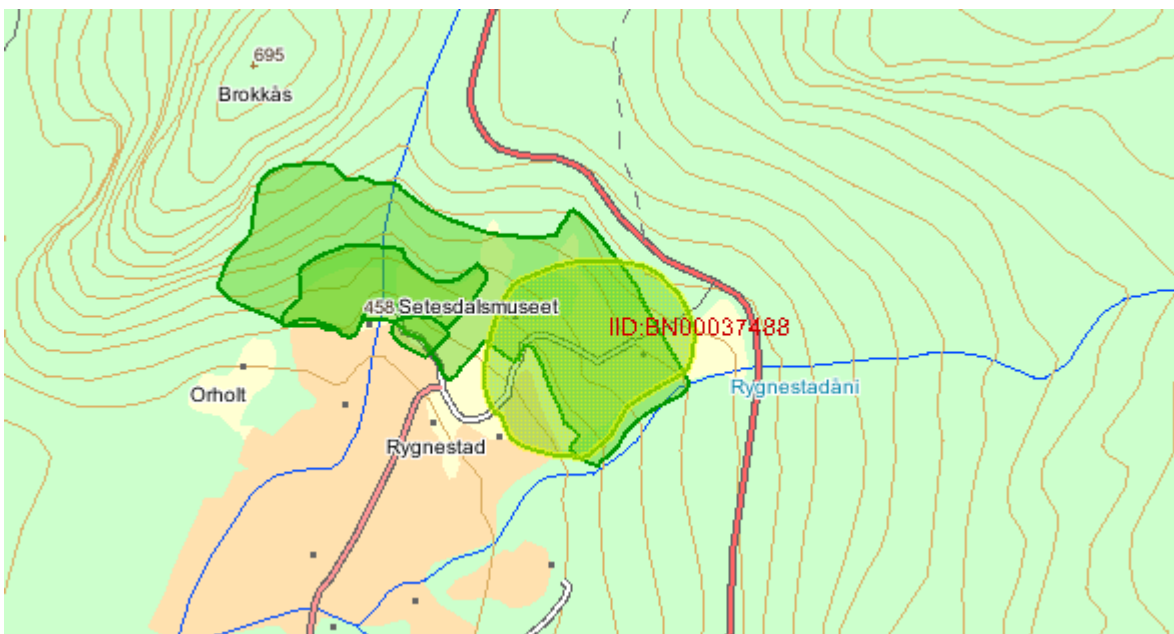 695
Brokkås
458 Setesdalsmuseet
IID:BN00037488
Orholt
Rygnestadåni
Rygnestad